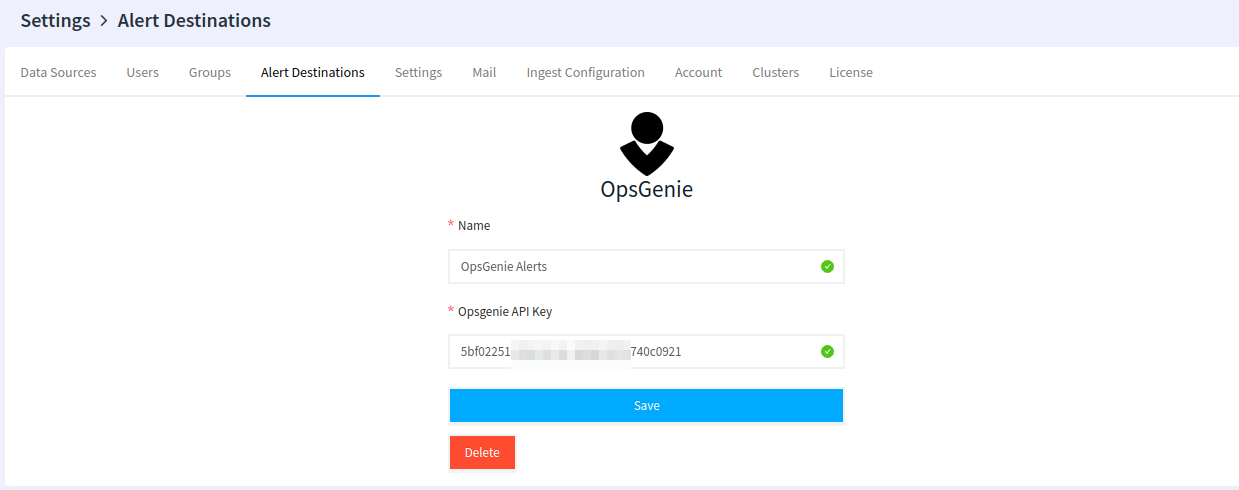 Settings > Alert Destinations
Data Sources Users Groups Alert Destinations Settings Mail Ingest Configuration Account Clusters License
OpsGenie
* Name
OpsGenie Alerts
* Opsgenie API Key
5bf02251 740c0921
Save
Delete